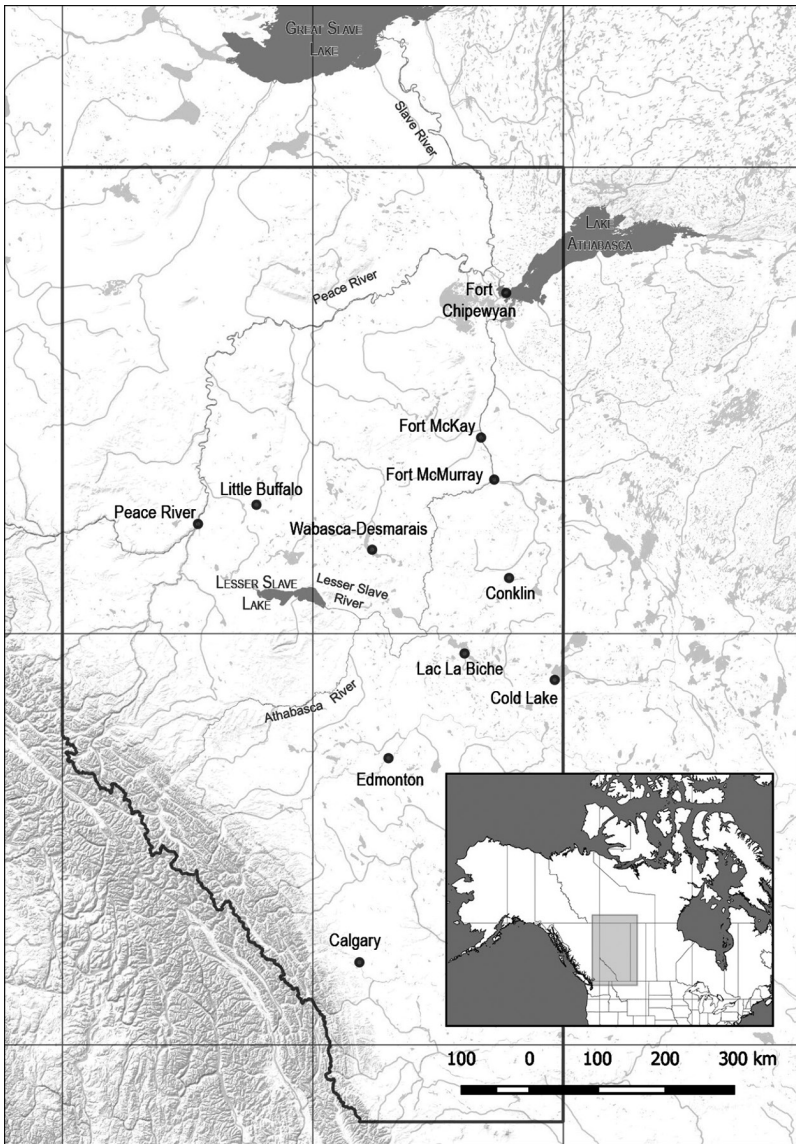 GREAT SLAVE
LAKE
Slave River
LAKE
ATHABASCA
Peace River
Fort
Chipewyan
Fort McKay
Fort McMurray
Little Buffalo
Peace River
Wabasca-Desmarais
LESSER SLAVE
LAKE
Lesser Slave
River
Conklin
Lac La Biche
Cold Lake
Athabasca River
Edmonton
Calgary
100 0 100 200 300 km